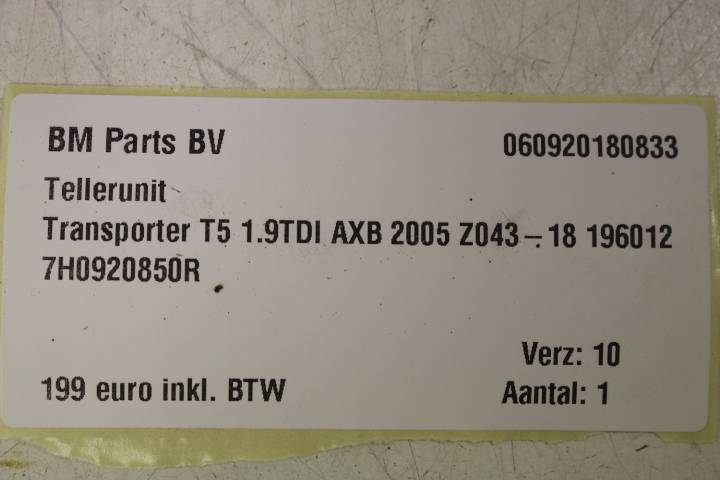 BM Parts BV 060920180833
Tellerunit
Transporter T5 1.9TDI AXB 2005 Z043-18 196012
7H0920850R
Verz: 10
199 euro inkl. BTW Aantal: 1